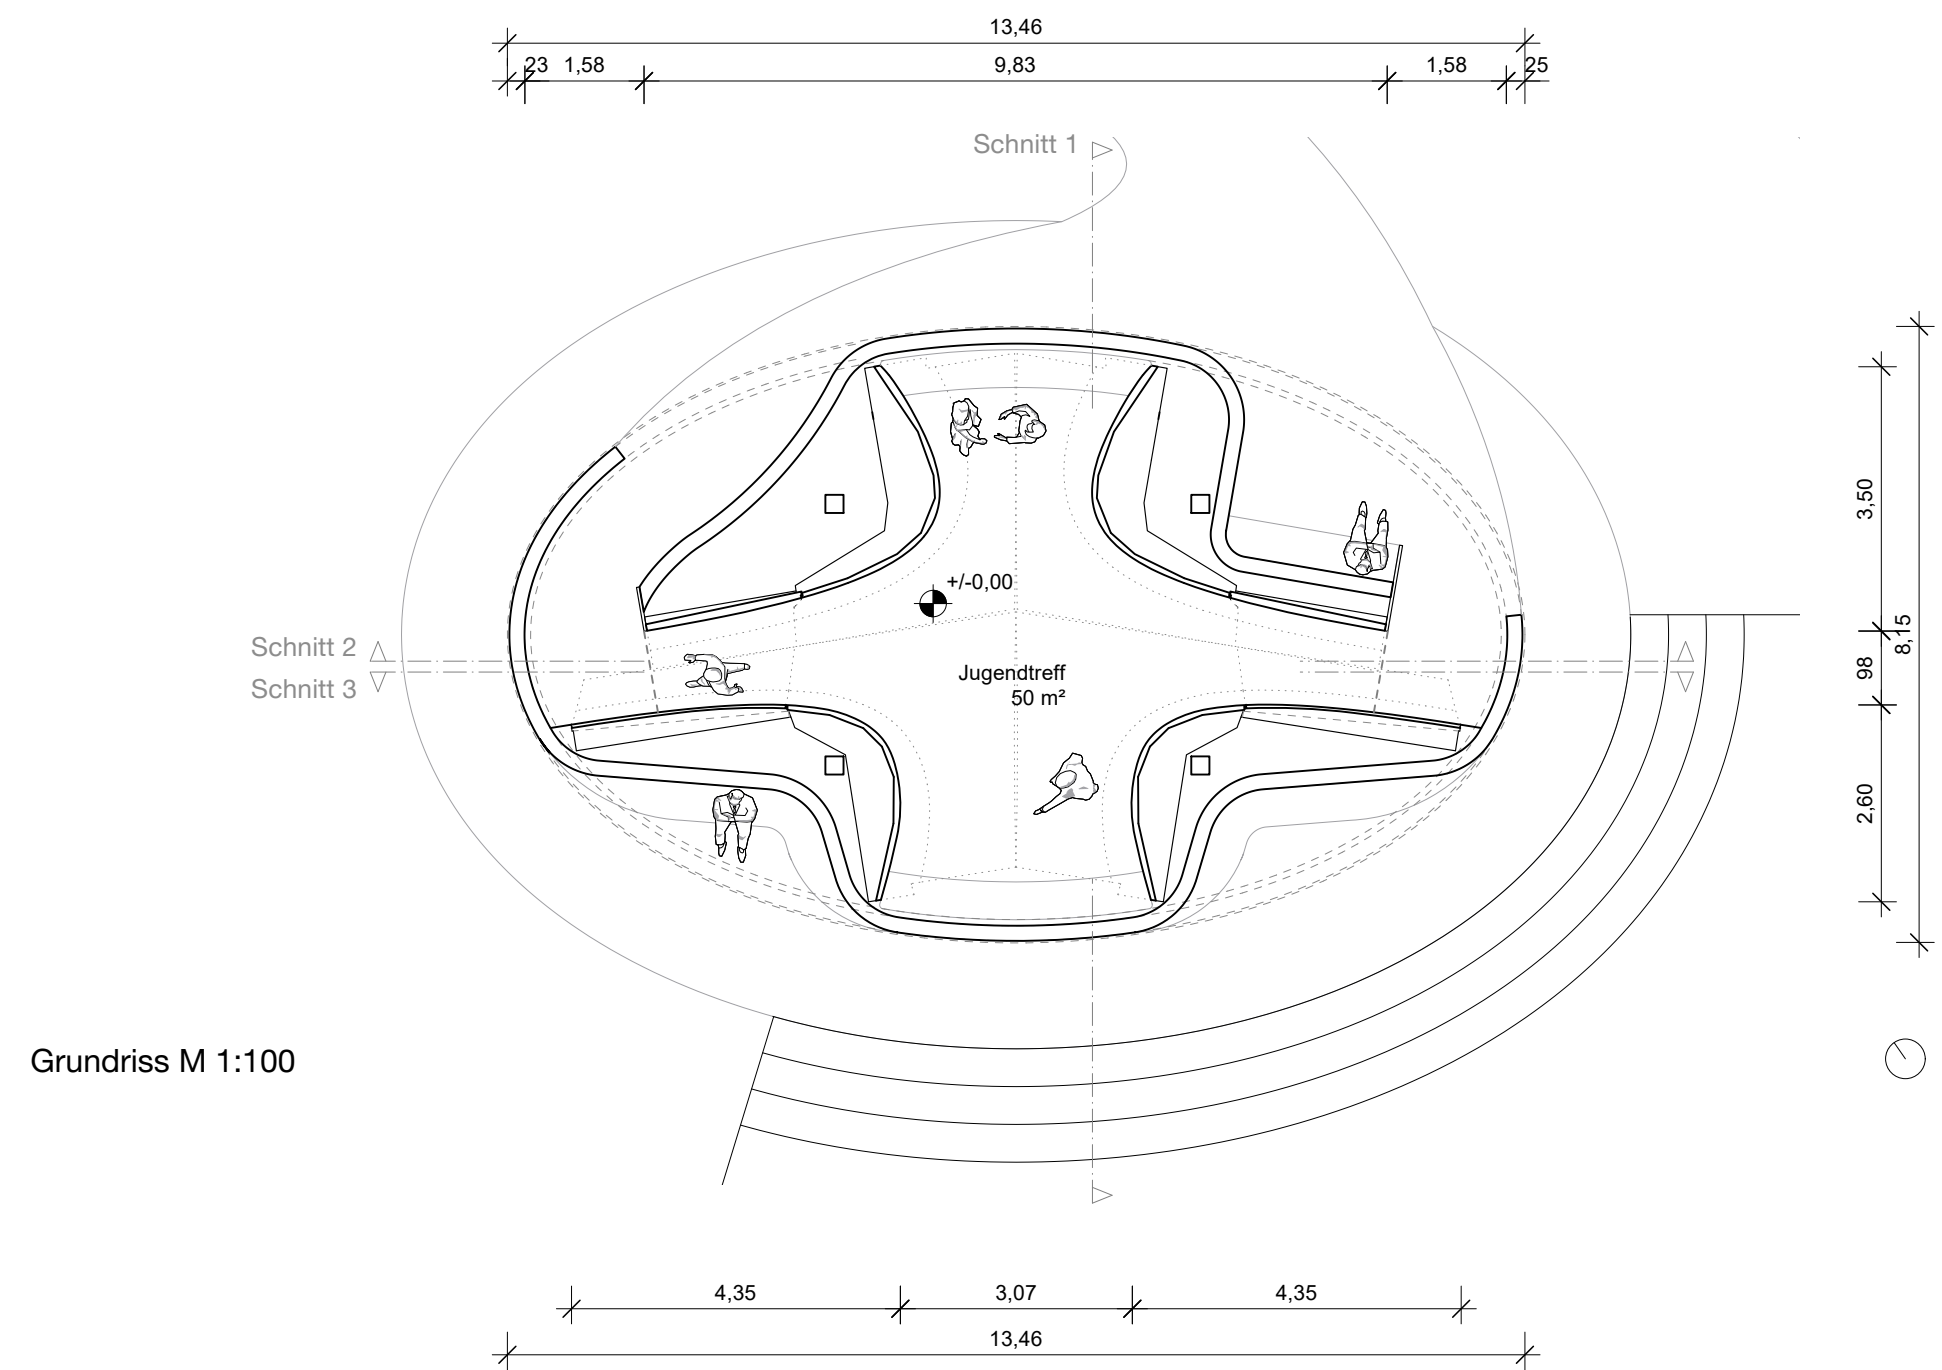 13,46
23 1,58 9,83 1,58 25
Schnitt 1
3,50
+/-0,00
8,15
Schnitt 2
98
Jugendtreff
50 m²
Schnitt 3
2,60
Grundriss M 1:100
4,35 3,07 4,35
13,46